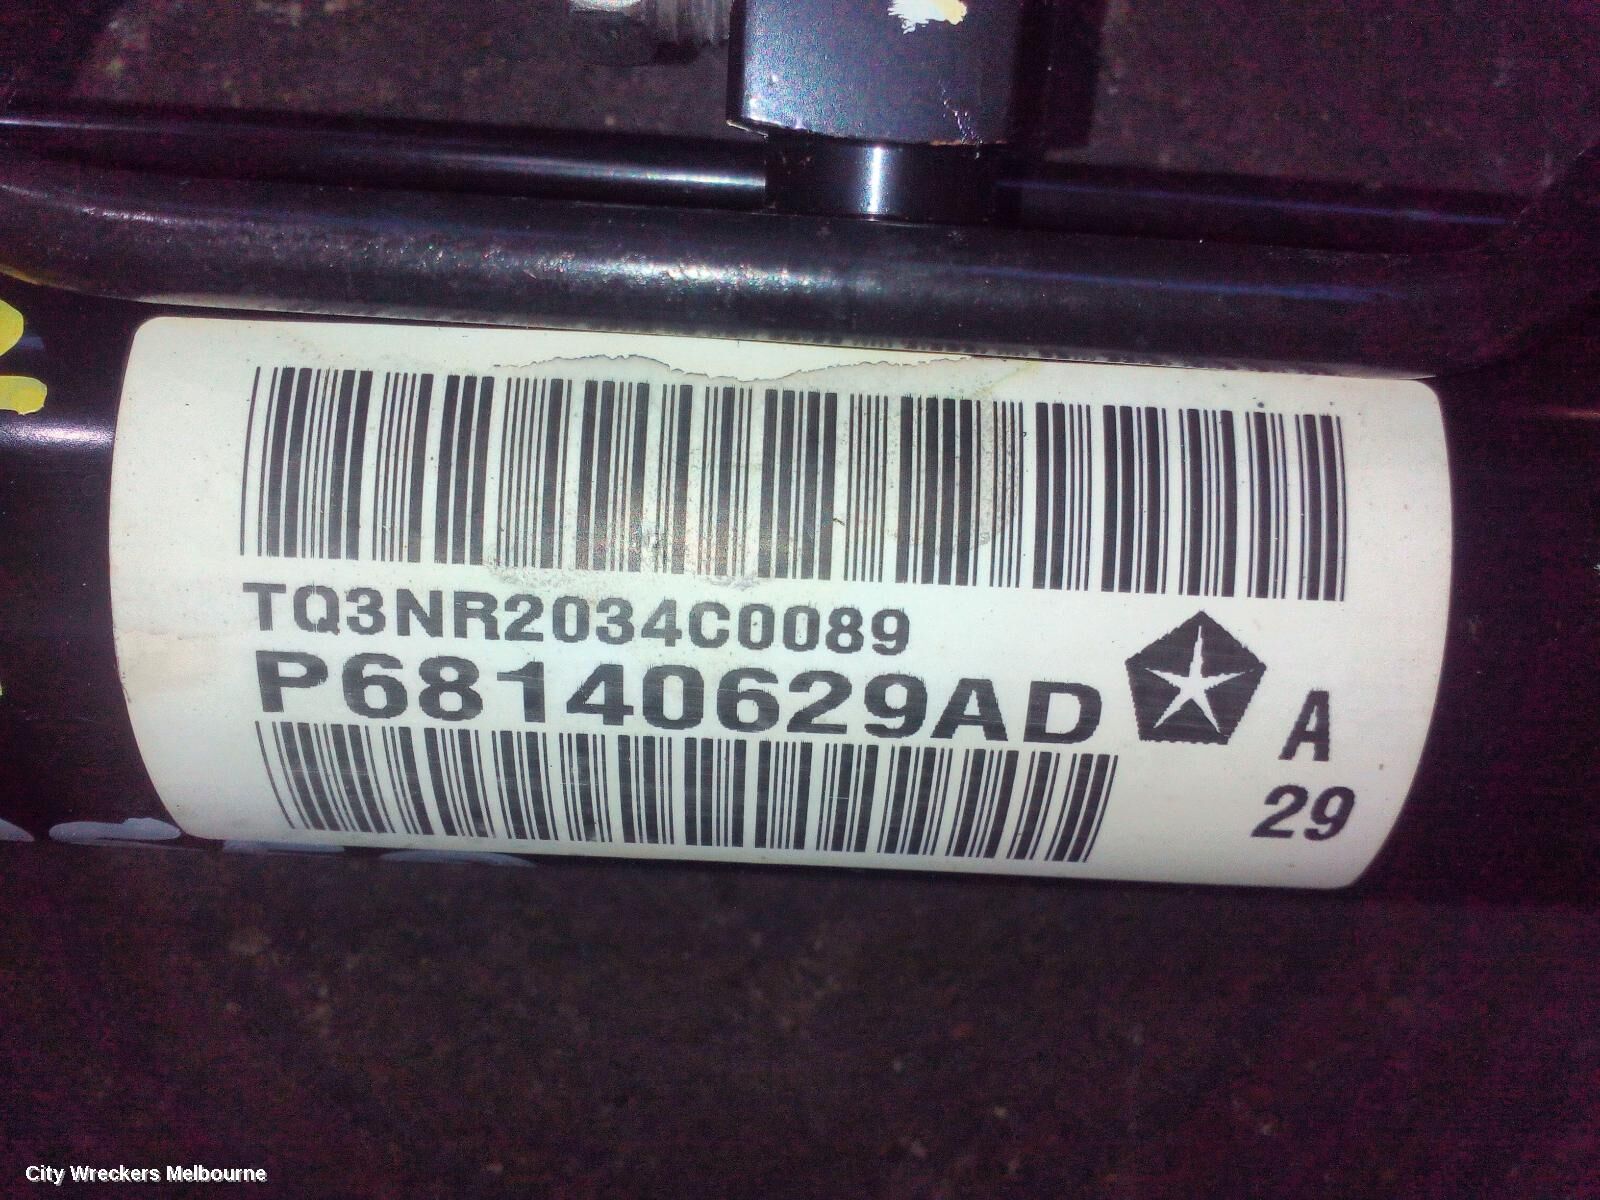 TQ3NR2034C0089
P68140629AD
A
29
City Wreckers Melbourne